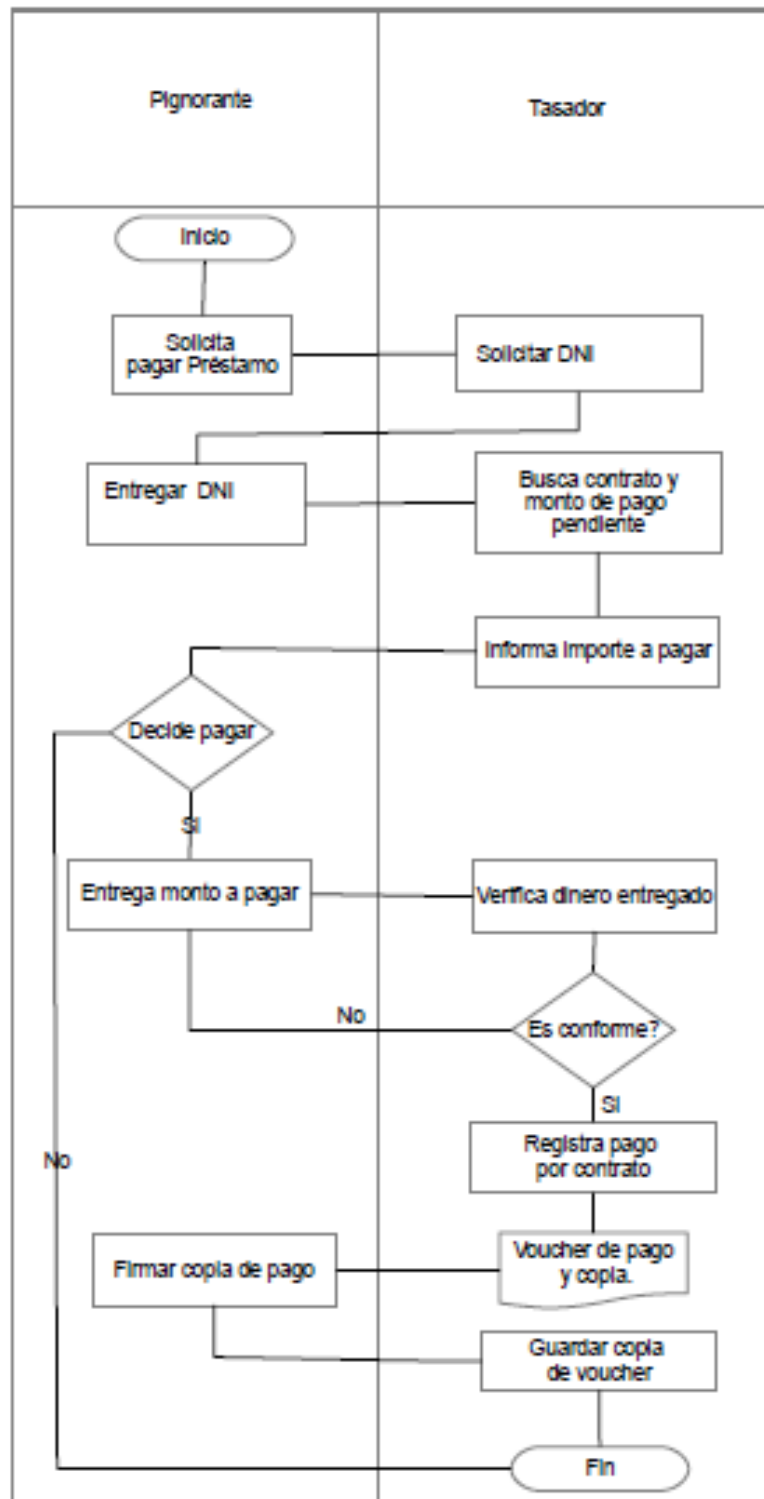 Pignorante
Tasador
Inicio
Solicita
pagar Préstamo
Solicitar DNI
Entregar DNI
Busca contrato y
monto de pago
pendiente
Informa importe a pagar
Decide pagar
Si
Entrega monto a pagar
Verifica dinero entregado
No
Es conforme?
Si
No
Registra pago
por contrato
Firmar copia de pago
Voucher de pago
y copia.
Guardar copia
de voucher
Fin